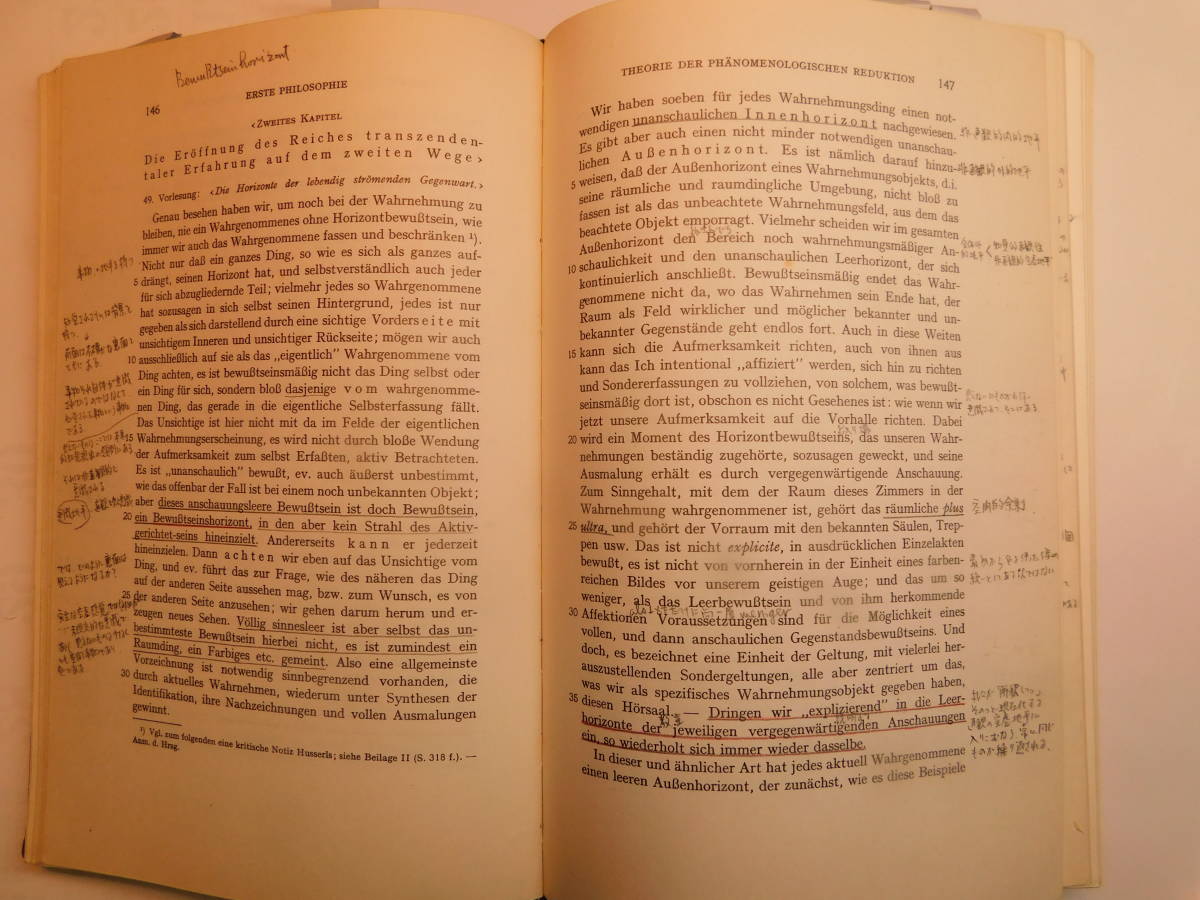 Bewußtseinhorizont
146
ERSTE PHILOSOPHIE
<ZWEITES KAPITEL
Die Eröffnung des Reiches transzenden-
taler Erfahrung auf dem zweiten Wege>
49. Vorlesung: <Die Horizonte der lebendig strömenden Gegenwart.>
Genau besehen haben wir, um noch bei der Wahrnehmung zu
bleiben, nie ein Wahrgenommenes ohne Horizontbewußtsein, wie
immer wir auch das Wahrgenommene fassen und beschränken ¹).
Nicht nur daß ein ganzes Ding, so wie es sich als ganzes auf-
5 drängt, seinen Horizont hat, und selbstverständlich auch jeder
für sich abzugliedernde Teil; vielmehr jedes so Wahrgenommene
hat sozusagen in sich selbst seinen Hintergrund, jedes ist nur
gegeben als sich darstellend durch eine sichtige Vorderseite mit
unsichtigem Inneren und unsichtiger Rückseite; mögen wir auch
10 ausschließlich auf sie als das „eigentlich" Wahrgenommene vom
Ding achten, es ist bewußtseinsmäßig nicht das Ding selbst oder
ein Ding für sich, sondern bloß dasjenige vom wahrgenomme-
nen Ding, das gerade in die eigentliche Selbsterfassung fällt.
Das Unsichtige ist hier nicht mit da im Felde der eigentlichen
15 Wahrnehmungserscheinung, es wird nicht durch bloße Wendung
der Aufmerksamkeit zum selbst Erfaßten, aktiv Betrachteten.
Es ist „unanschaulich" bewußt, ev. auch äußerst unbestimmt,
wie das offenbar der Fall ist bei einem noch unbekannten Objekt;
aber dieses anschauungsleere Bewußtsein ist doch Bewußtsein,
20 ein Bewußtseinshorizont, in den aber kein Strahl des Aktiv-
gerichtet-seins hineinzielt. Andererseits kann er jederzeit
hineinzielen. Dann achten wir eben auf das Unsichtige vom
Ding, und ev. führt das zur Frage, wie des näheren das Ding
auf der anderen Seite aussehen mag, bzw. zum Wunsch, es von
25 der anderen Seite anzusehen; wir gehen darum herum und er-
zeugen neues Sehen. Völlig sinnesleer ist aber selbst das un-
bestimmteste Bewußtsein hierbei nicht, es ist zumindest ein
Raumding, ein Farbiges etc. gemeint. Also eine allgemeinste
Vorzeichnung ist notwendig sinnbegrenzend vorhanden, die
30 durch aktuelles Wahrnehmen, wiederum unter Synthesen der
Identifikation, ihre Nachzeichnungen und vollen Ausmalungen
gewinnt.
¹) Vgl. zum folgenden eine kritische Notiz Husserls; siehe Beilage II (S. 318 f.). —
Anm. d. Hrsg.
THEORIE DER PHÄNOMENOLOGISCHEN REDUKTION
147
Wir haben soeben für jedes Wahrnehmungsding einen not-
wendigen unanschaulichen Innenhorizont nachgewiesen.
Es gibt aber auch einen nicht minder notwendigen unanschau-
lichen Außenhorizont. Es ist nämlich darauf hinzu-
5 weisen, daß der Außenhorizont eines Wahrnehmungsobjekts, d.i.
seine räumliche und raumdingliche Umgebung, nicht bloß zu
fassen ist als das unbeachtete Wahrnehmungsfeld, aus dem das
beachtete Objekt emporragt. Vielmehr scheiden wir im gesamten
Außenhorizont den Bereich noch wahrnehmungsmäßiger An-
10 schaulichkeit und den unanschaulichen Leerhorizont, der sich
kontinuierlich anschließt. Bewußtseinsmäßig endet das Wahr-
genommene nicht da, wo das Wahrnehmen sein Ende hat, der
Raum als Feld wirklicher und möglicher bekannter und un-
bekannter Gegenstände geht endlos fort. Auch in diese Weiten
15 kann sich die Aufmerksamkeit richten, auch von ihnen aus
kann das Ich intentional „affiziert" werden, sich hin zu richten
und Sondererfassungen zu vollziehen, von solchem, was bewußt-
seinsmäßig dort ist, obschon es nicht Gesehenes ist: wie wenn wir
jetzt unsere Aufmerksamkeit auf die Vorhalle richten. Dabei
20 wird ein Moment des Horizontbewußtseins, das unseren Wahr-
nehmungen beständig zugehörte, sozusagen geweckt, und seine
Ausmalung erhält es durch vergegenwärtigende Anschauung.
Zum Sinngehalt, mit dem der Raum dieses Zimmers in der
Wahrnehmung wahrgenommener ist, gehört das räumliche plus
25 ultra, und gehört der Vorraum mit den bekannten Säulen, Trep-
pen usw. Das ist nicht explicite, in ausdrücklichen Einzelakten
bewußt, es ist nicht von vornherein in der Einheit eines farben-
reichen Bildes vor unserem geistigen Auge; und das um so
weniger, als das Leerbewußtsein und von ihm herkommende
30 Affektionen Voraussetzungen sind für die Möglichkeit eines
vollen, und dann anschaulichen Gegenstandsbewußtseins. Und
doch, es bezeichnet eine Einheit der Geltung, mit vielerlei her-
auszustellenden Sondergeltungen, alle aber zentriert um das,
was wir als spezifisches Wahrnehmungsobjekt gegeben haben,
35 diesen Hörsaal. — Dringen wir „explizierend" in die Leer-
horizonte der jeweiligen vergegenwärtigenden Anschauungen
ein, so wiederholt sich immer wieder dasselbe.
In dieser und ähnlicher Art hat jedes aktuell Wahrgenommene
einen leeren Außenhorizont, der zunächst, wie es diese Beispiele